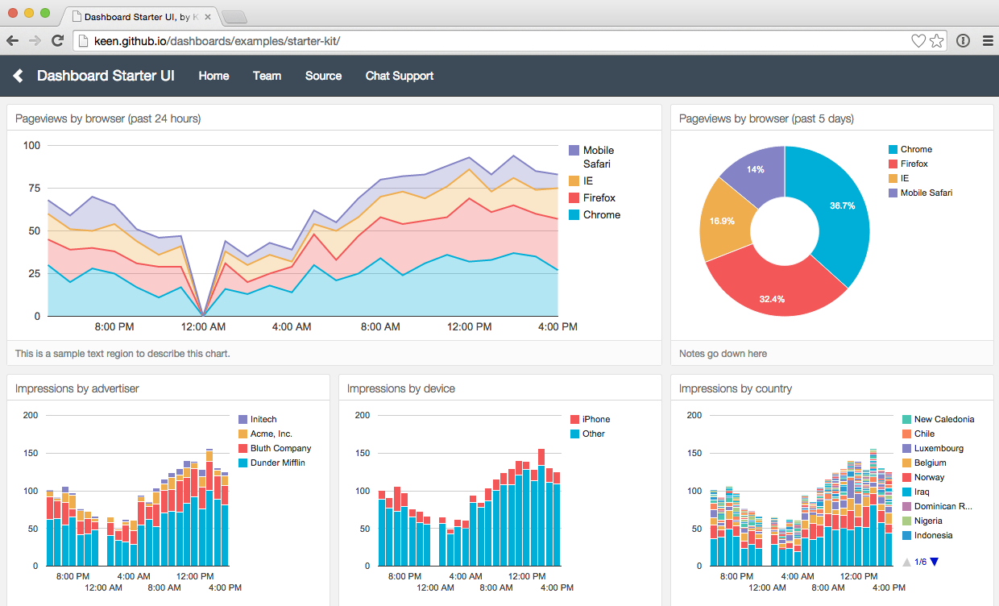 Dashboard Starter UI, by K
keen.github.io/dashboards/examples/starter-kit/
Dashboard Starter UI Home Team Source Chat Support
Pageviews by browser (past 24 hours)
100
75
50
25
0
8:00 PM 12:00 AM 4:00 AM 8:00 AM 12:00 PM 4:00 PM
Mobile
Safari
IE
Firefox
Chrome
This is a sample text region to describe this chart.
Pageviews by browser (past 5 days)
14%
36.7%
16.9%
32.4%
Chrome
Firefox
IE
Mobile Safari
Notes go down here
Impressions by advertiser
200
150
100
50
0
8:00 PM 4:00 AM 12:00 PM
12:00 AM 8:00 AM 4:00 PM
Initech
Acme, Inc.
Bluth Company
Dunder Mifflin
Impressions by device
200
150
100
50
0
8:00 PM 4:00 AM 12:00 PM
12:00 AM 8:00 AM 4:00 PM
iPhone
Other
Impressions by country
200
150
100
50
0
8:00 PM 4:00 AM 12:00 PM
12:00 AM 8:00 AM 4:00 PM
New Caledonia
Chile
Luxembourg
Belgium
Norway
Iraq
Dominican R...
Nigeria
Indonesia
1/6